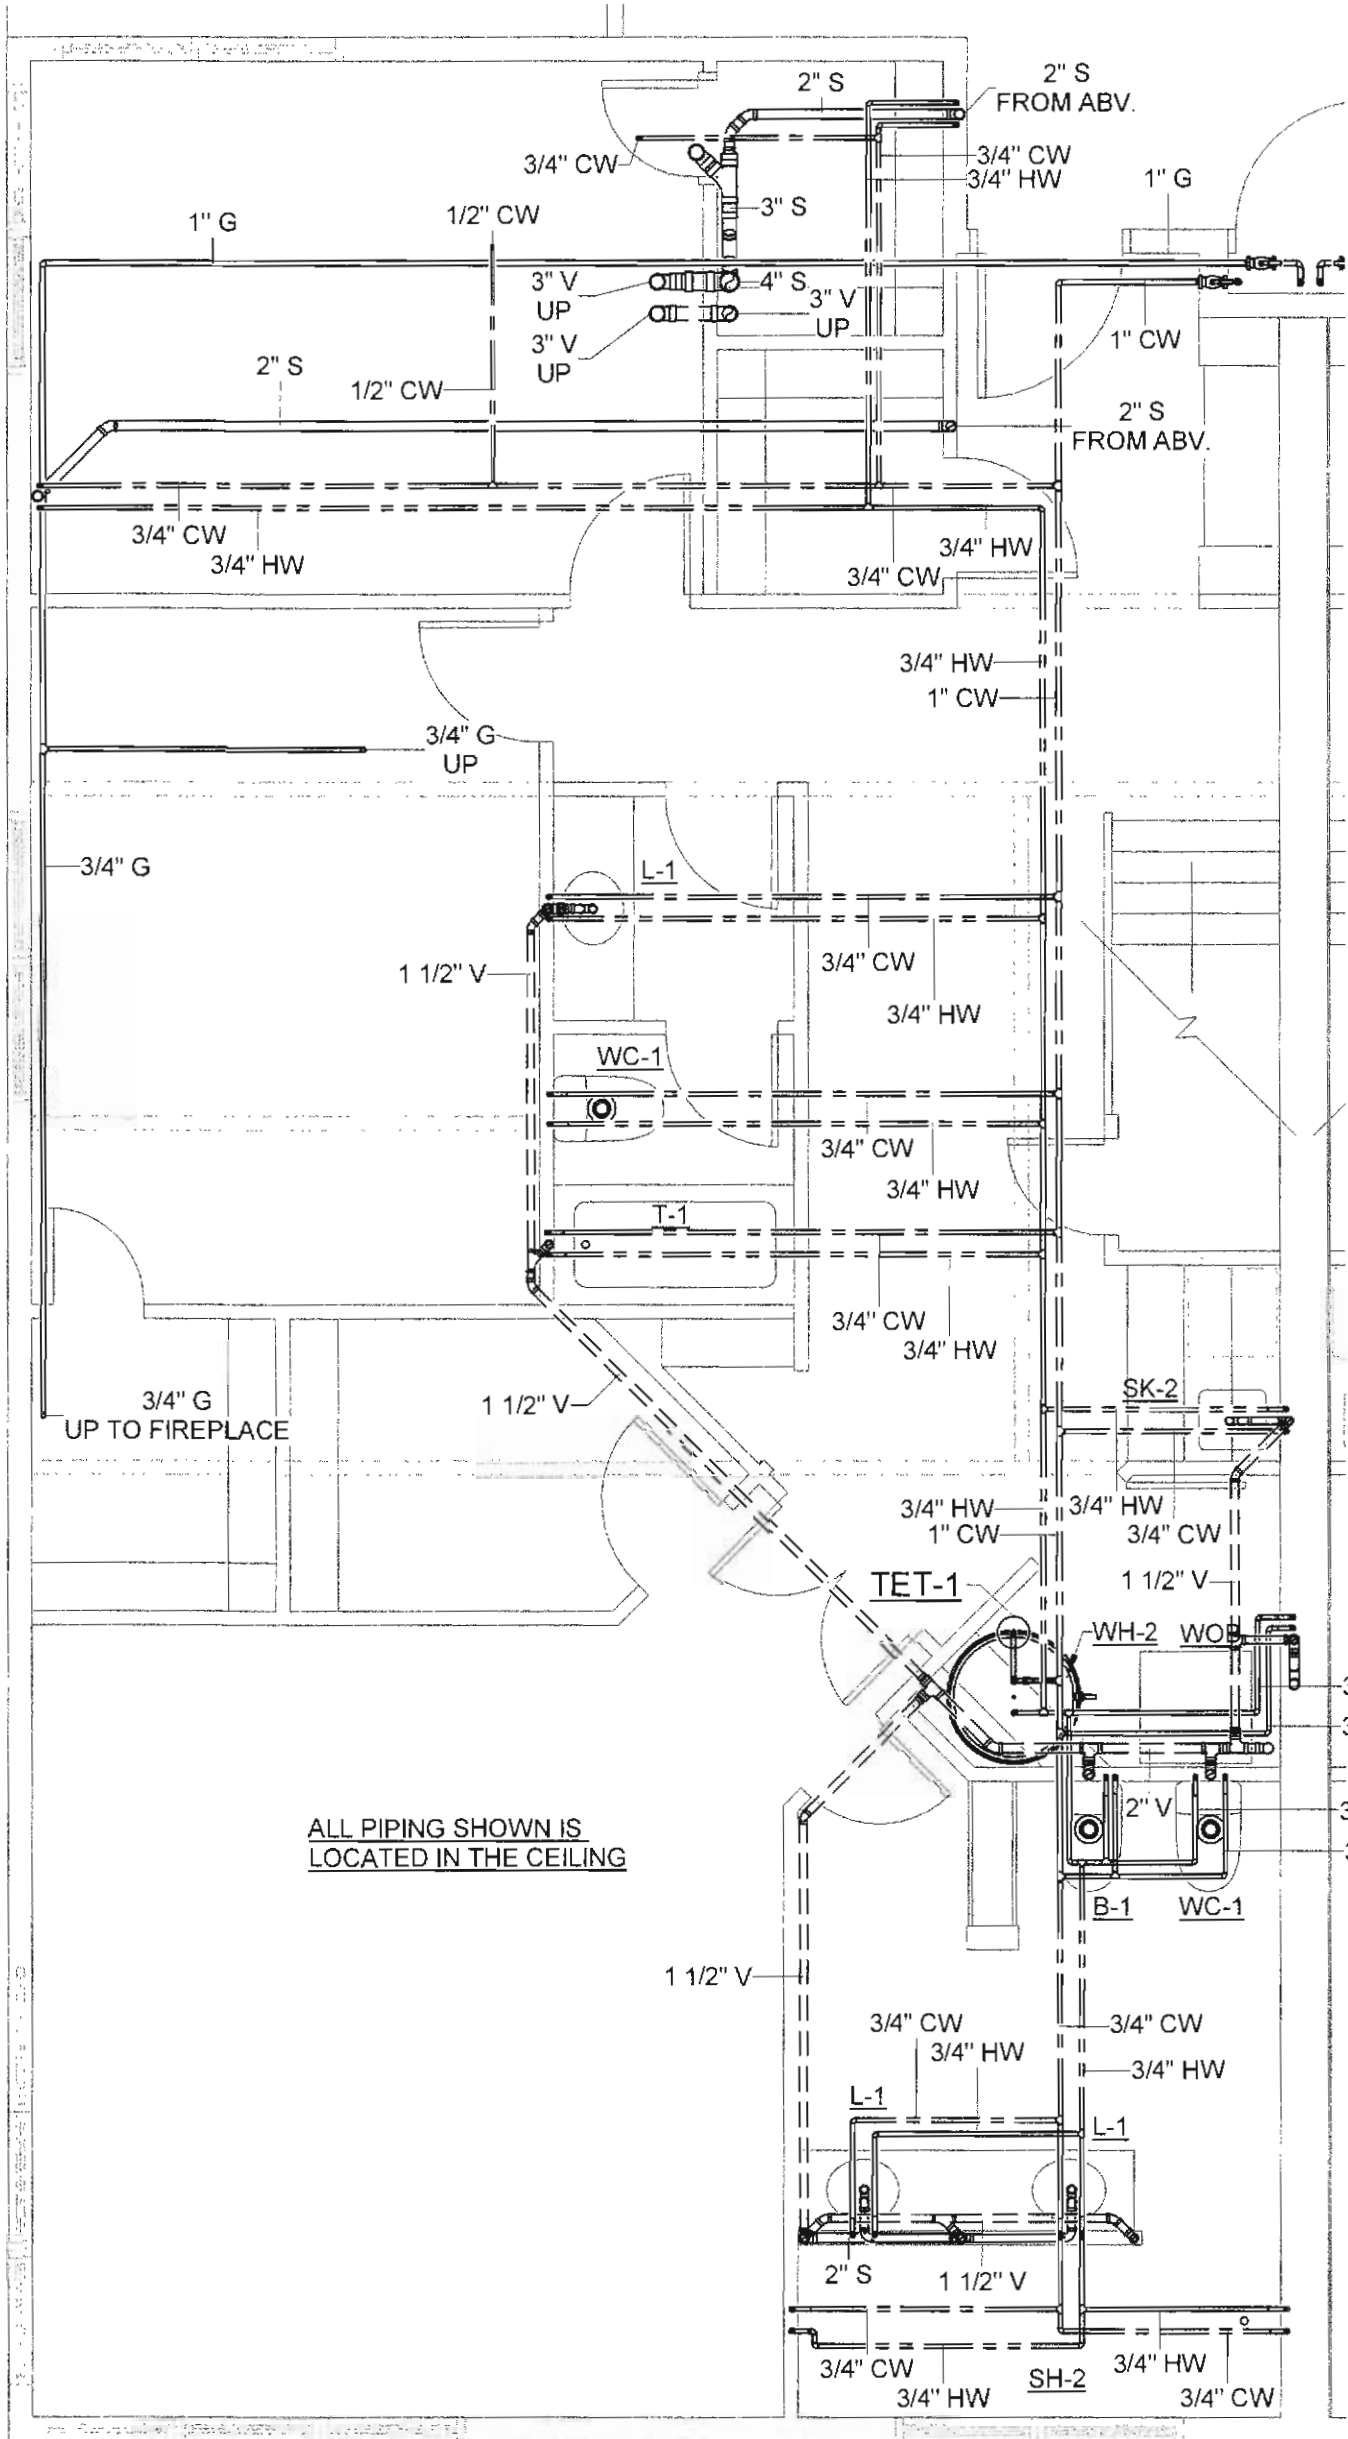 2" S
2" S
FROM ABV.
3/4" CW
3/4" CW
3/4" HW
3" S
1" G
1" G
1/2" CW
3" V
UP
4" S
3" V
UP
3" V
UP
1" CW
2" S
1/2" CW
2" S
FROM ABV.
3/4" CW
3/4" HW
3/4" HW
3/4" CW
3/4" HW
1" CW
3/4" G
UP
3/4" G
L-1
3/4" CW
1 1/2" V
3/4" HW
WC-1
3/4" CW
3/4" HW
T-1
3/4" CW
3/4" HW
3/4" G
UP TO FIREPLACE
1 1/2" V
SK-2
3/4" HW
3/4" HW
1" CW
3/4" CW
TET-1
1 1/2" V
WH-2
WO
3
3
2" V
3
3
ALL PIPING SHOWN IS
LOCATED IN THE CEILING
B-1
WC-1
1 1/2" V
3/4" CW
3/4" CW
3/4" HW
3/4" HW
L-1
L-1
2" S
1 1/2" V
3/4" CW
3/4" HW
SH-2
3/4" HW
3/4" CW